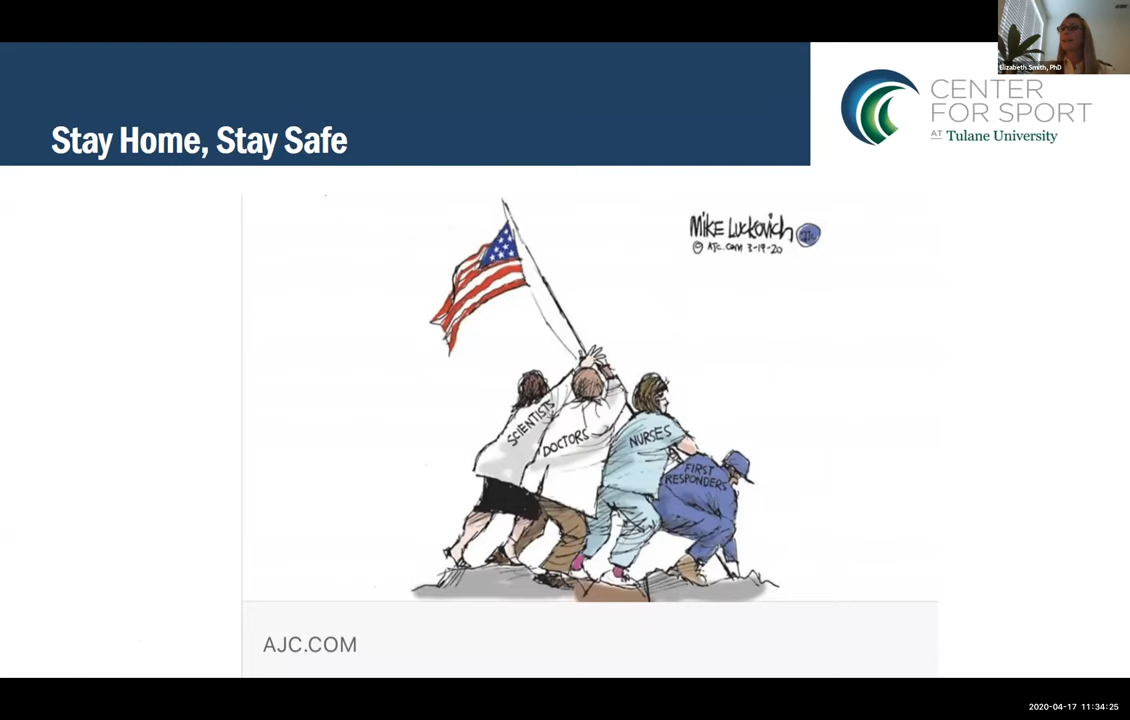 Elizabeth Smith, PhD
Stay Home, Stay Safe
CENTER
FOR SPORT
AT Tulane University
MIKE LUCKOVICH
© AJC.COM 3-19-20
SCIENTISTS
DOCTORS
NURSES
FIRST
RESPONDERS
AJC.COM
2020-04-17 11:34:25